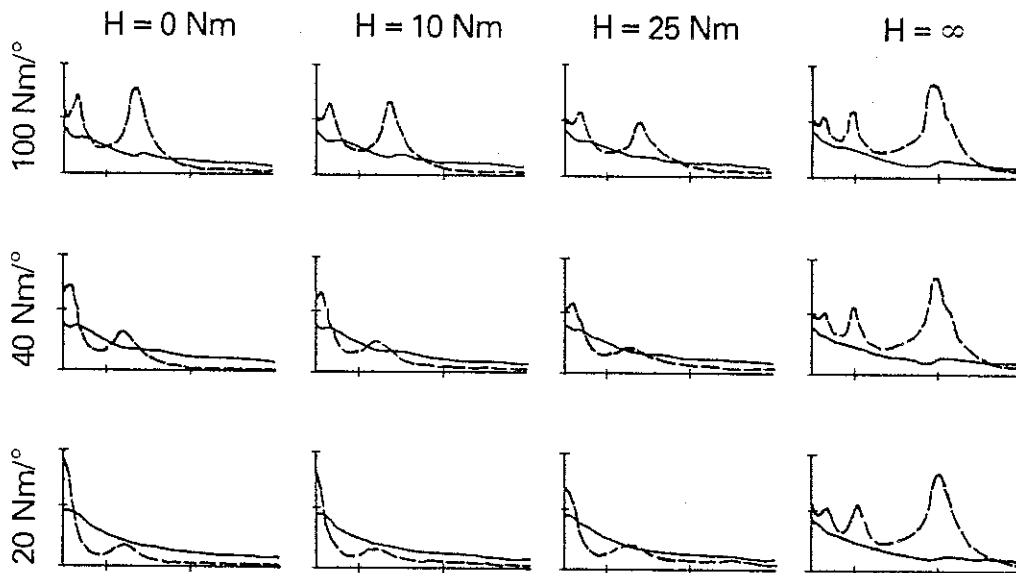 H = 0 Nm
H = 10 Nm
H = 25 Nm
H = ∞
100 Nm/°
40 Nm/°
20 Nm/°